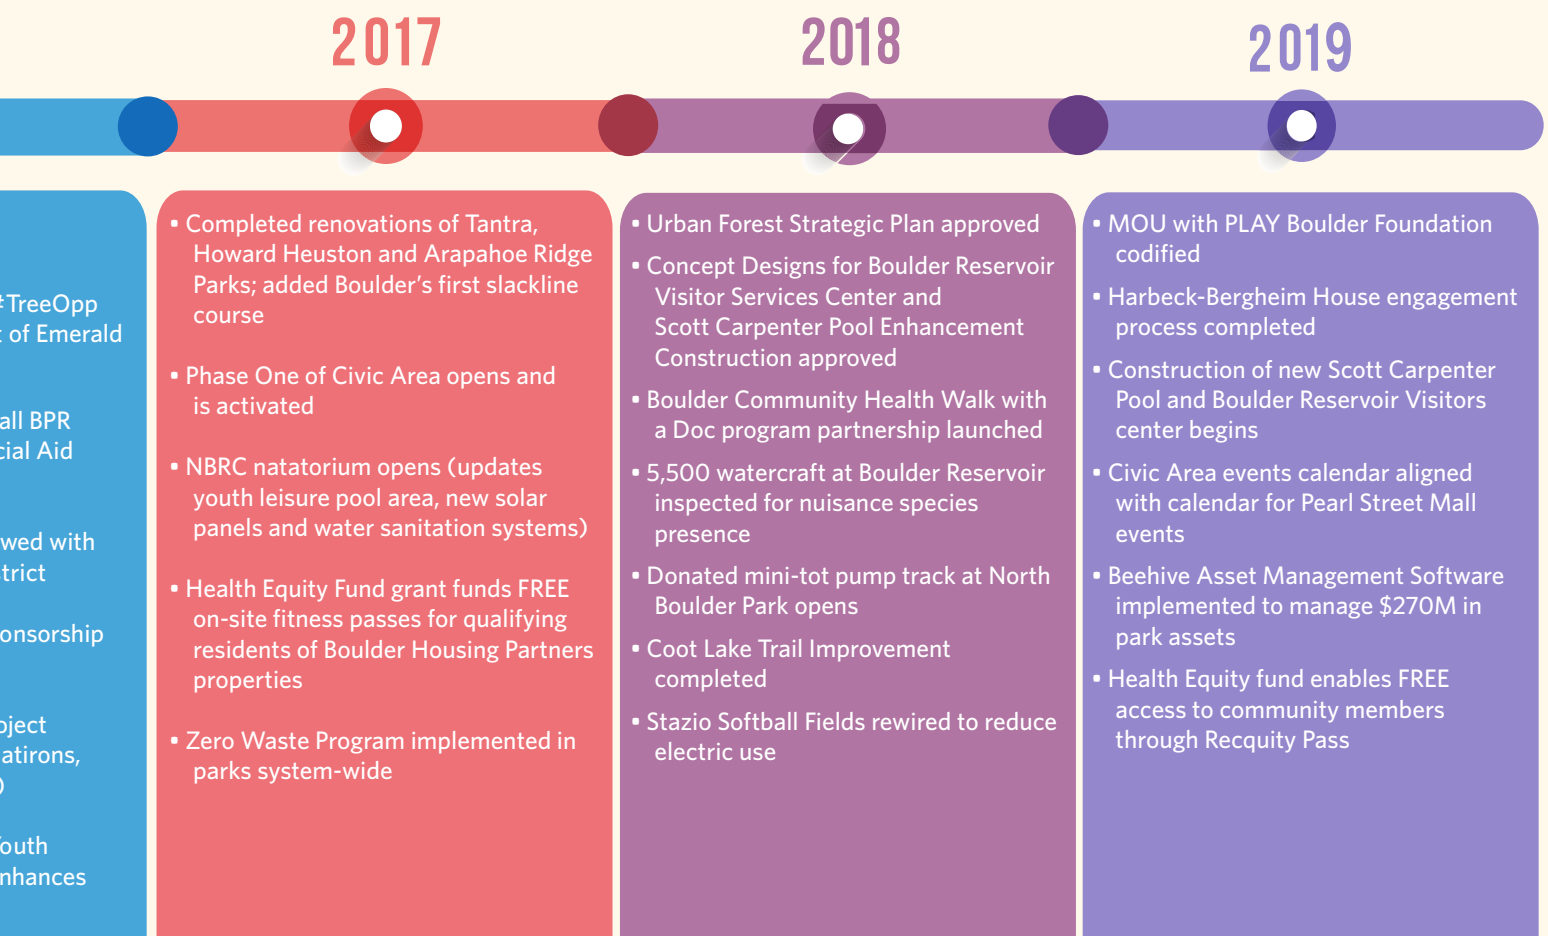 2017
2018
2019
#TreeOpp
of Emerald
all BPR
Aid
with
• Completed renovations of Tantra,
Howard Heuston and Arapahoe Ridge
Parks; added Boulder's first slackline
course
• Phase One of Civic Area opens and
is activated
• NBRC natatorium opens (updates
youth leisure pool area, new solar
panels and water sanitation systems)
• Health Equity Fund grant funds FREE
on-site fitness passes for qualifying
residents of Boulder Housing Partners
properties
• Zero Waste Program implemented in
parks system-wide
• Urban Forest Strategic Plan approved
• Concept Designs for Boulder Reservoir
Visitor Services Center and
Scott Carpenter Pool Enhancement
Construction approved
• Boulder Community Health Walk with
a Doc program partnership launched
• 5,500 watercraft at Boulder Reservoir
inspected for nuisance species
presence
• Donated mini-tot pump track at North
Boulder Park opens
• Coot Lake Trail Improvement
completed
• Stazio Softball Fields rewired to reduce
electric use
• MOU with PLAY Boulder Foundation
codified
• Harbeck-Bergheim House engagement
process completed
• Construction of new Scott Carpenter
Pool and Boulder Reservoir Visitors
center begins
• Civic Area events calendar aligned
with calendar for Pearl Street Mall
events
• Beehive Asset Management Software
implemented to manage $270M in
park assets
• Health Equity fund enables FREE
access to community members
through Recquity Pass